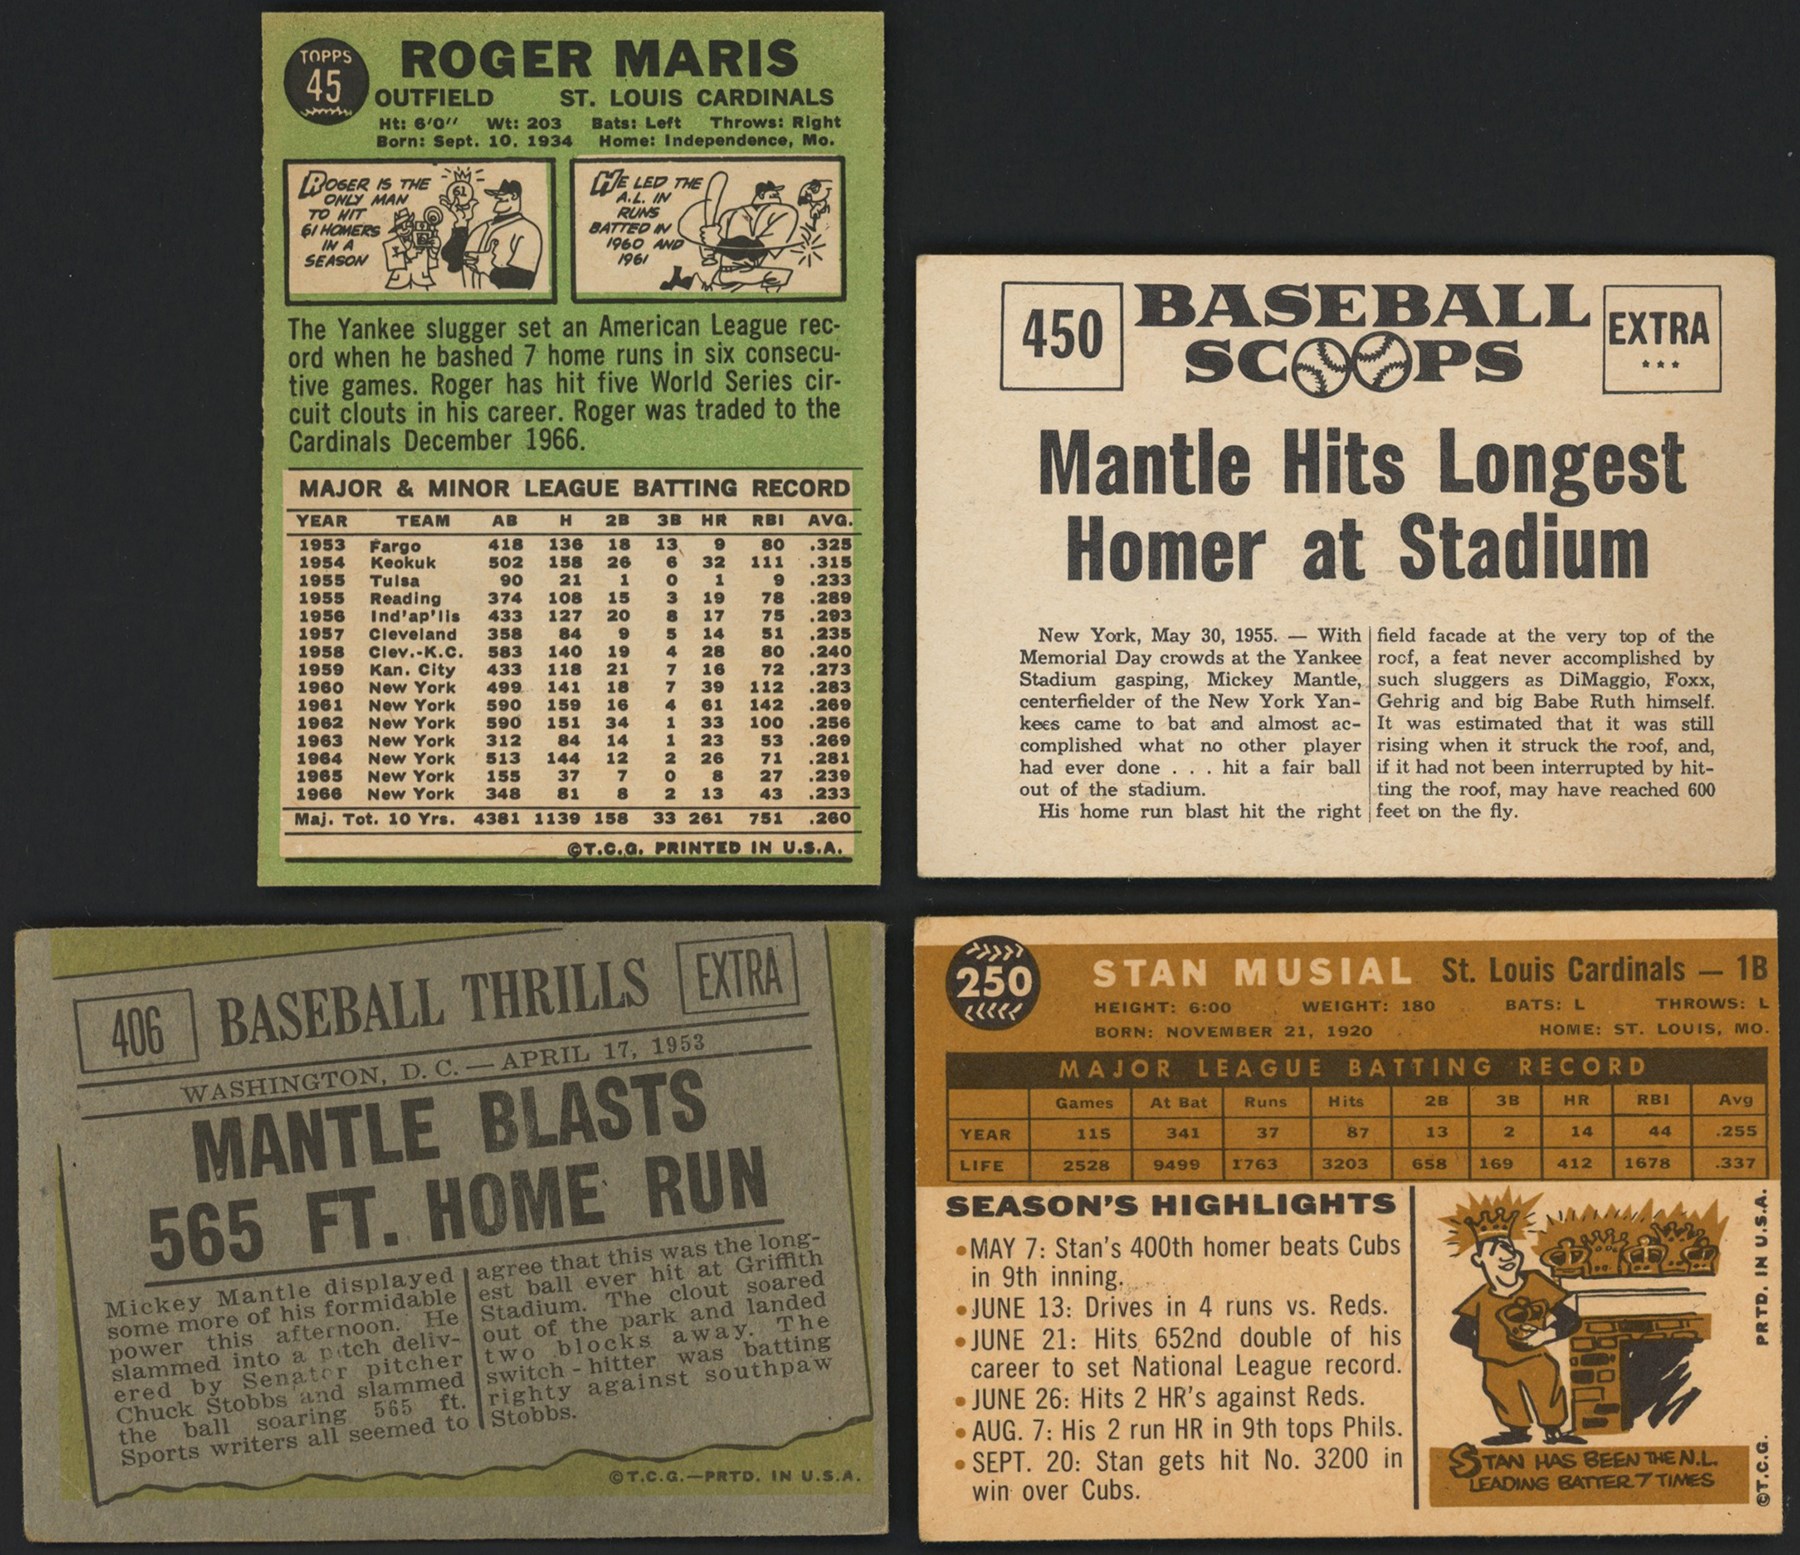 TOPPS
45
ROGER MARIS
OUTFIELD ST. LOUIS CARDINALS
Ht: 6'0" Wt: 203 Bats: Left Throws: Right
Born: Sept. 10, 1934 Home: Independence, Mo.
ROGER IS THE
ONLY MAN
TO HIT
61 HOMERS
IN A
SEASON
61
HE LED THE
A.L. IN
RUNS
BATTED IN
1960 AND
1961
The Yankee slugger set an American League rec-
ord when he bashed 7 home runs in six consecu-
tive games. Roger has hit five World Series cir-
cuit clouts in his career. Roger was traded to the
Cardinals December 1966.
MAJOR & MINOR LEAGUE BATTING RECORD
YEAR TEAM AB H 2B 3B HR RBI AVG.
1953 Fargo 418 136 18 13 9 80 .325
1954 Keokuk 502 158 26 6 32 111 .315
1955 Tulsa 90 21 1 0 1 9 .233
1955 Reading 374 108 15 3 19 78 .289
1956 Ind'ap'lis 433 127 20 8 17 75 .293
1957 Cleveland 358 84 9 5 14 51 .235
1958 Clev.-K.C. 583 140 19 4 28 80 .240
1959 Kan. City 433 118 21 7 16 72 .273
1960 New York 499 141 18 7 39 112 .283
1961 New York 590 159 16 4 61 142 .269
1962 New York 590 151 34 1 33 100 .256
1963 New York 312 84 14 1 23 53 .269
1964 New York 513 144 12 2 26 71 .281
1965 New York 155 37 7 0 8 27 .239
1966 New York 348 81 8 2 13 43 .233
Maj. Tot. 10 Yrs. 4381 1139 158 33 261 751 .260
©T.C.G. PRINTED IN U.S.A.
450
BASEBALL
SCOOPS
EXTRA
***
Mantle Hits Longest
Homer at Stadium
New York, May 30, 1955. — With
Memorial Day crowds at the Yankee
Stadium gasping, Mickey Mantle,
centerfielder of the New York Yan-
kees came to bat and almost ac-
complished what no other player
had ever done . . . hit a fair ball
out of the stadium.
His home run blast hit the right
field facade at the very top of the
roof, a feat never accomplished by
such sluggers as DiMaggio, Foxx,
Gehrig and big Babe Ruth himself.
It was estimated that it was still
rising when it struck the roof, and,
if it had not been interrupted by hit-
ting the roof, may have reached 600
feet on the fly.
406
BASEBALL THRILLS
EXTRA
WASHINGTON, D. C. — APRIL 17, 1953
MANTLE BLASTS
565 FT. HOME RUN
Mickey Mantle displayed
some more of his formidable
power this afternoon. He
slammed into a pitch deliv-
ered by Senator pitcher
Chuck Stobbs and slammed
the ball soaring 565 ft.
Sports writers all seemed to
agree that this was the long-
est ball ever hit at Griffith
Stadium. The clout soared
out of the park and landed
two blocks away. The
switch-hitter was batting
righty against southpaw
Stobbs.
©T.C.G.—PRTD. IN U.S.A.
250
STAN MUSIAL St. Louis Cardinals — 1B
HEIGHT: 6:00 WEIGHT: 180 BATS: L THROWS: L
BORN: NOVEMBER 21, 1920 HOME: ST. LOUIS, MO.
MAJOR LEAGUE BATTING RECORD
Games At Bat Runs Hits 2B 3B HR RBI Avg
YEAR 115 341 37 87 13 2 14 44 .255
LIFE 2528 9499 1763 3203 658 169 412 1678 .337
SEASON'S HIGHLIGHTS
•MAY 7: Stan's 400th homer beats Cubs
in 9th inning.
•JUNE 13: Drives in 4 runs vs. Reds.
•JUNE 21: Hits 652nd double of his
career to set National League record.
•JUNE 26: Hits 2 HR's against Reds.
•AUG. 7: His 2 run HR in 9th tops Phils.
•SEPT. 20: Stan gets hit No. 3200 in
win over Cubs.
STAN HAS BEEN THE N.L.
LEADING BATTER 7 TIMES
©T.C.G. PRTD. IN U.S.A.